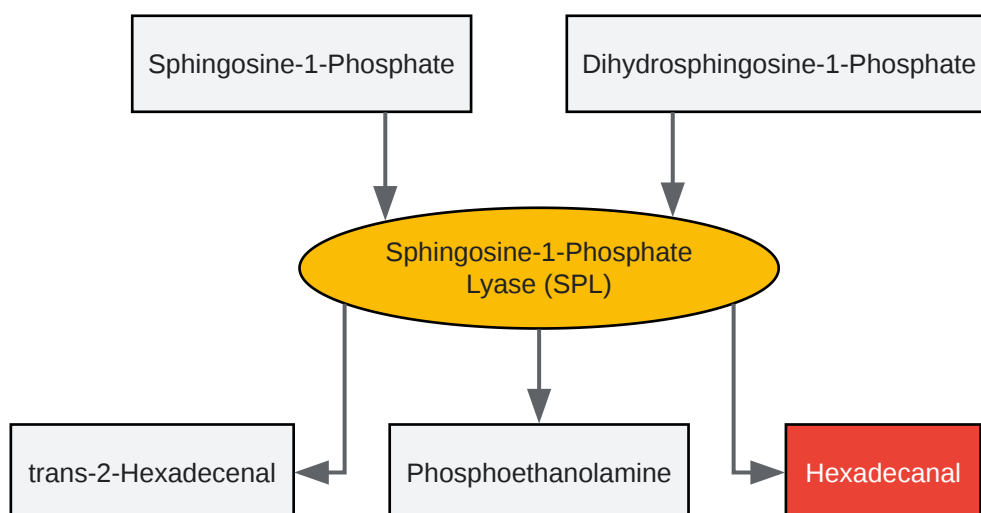 Sphingosine-1-Phosphate
Dihydrosphingosine-1-Phosphate
Sphingosine-1-Phosphate
Lyase (SPL)
trans-2-Hexadecenal
Phosphoethanolamine
Hexadecanal